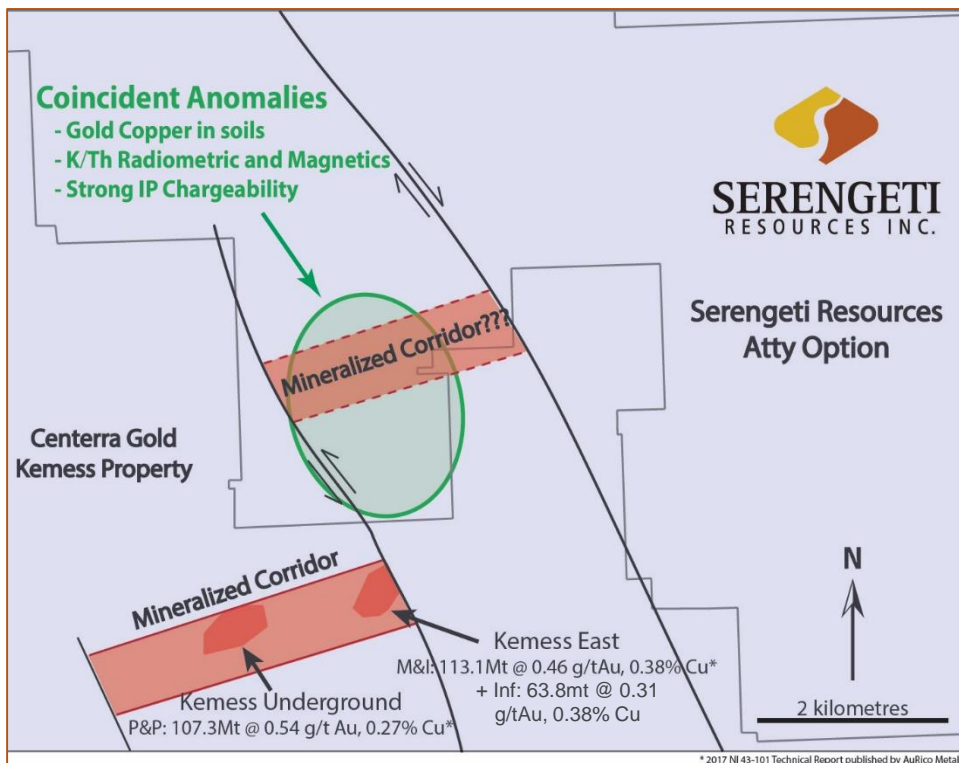 Coincident Anomalies
- Gold Copper in soils
- K/Th Radiometric and Magnetics
- Strong IP Chargeability
SERENGETI
RESOURCES INC.
Serengeti Resources
Atty Option
Mineralized Corridor???
Centerra Gold
Kemess Property
Mineralized Corridor
N
Kemess East
M&I: 113.1Mt @ 0.46 g/tAu, 0.38% Cu*
+ Inf: 63.8mt @ 0.31
g/tAu, 0.38% Cu
Kemess Underground
P&P: 107.3Mt @ 0.54 g/t Au, 0.27% Cu*
2 kilometres
* 2017 NI 43-101 Technical Report published by AuRico Metal